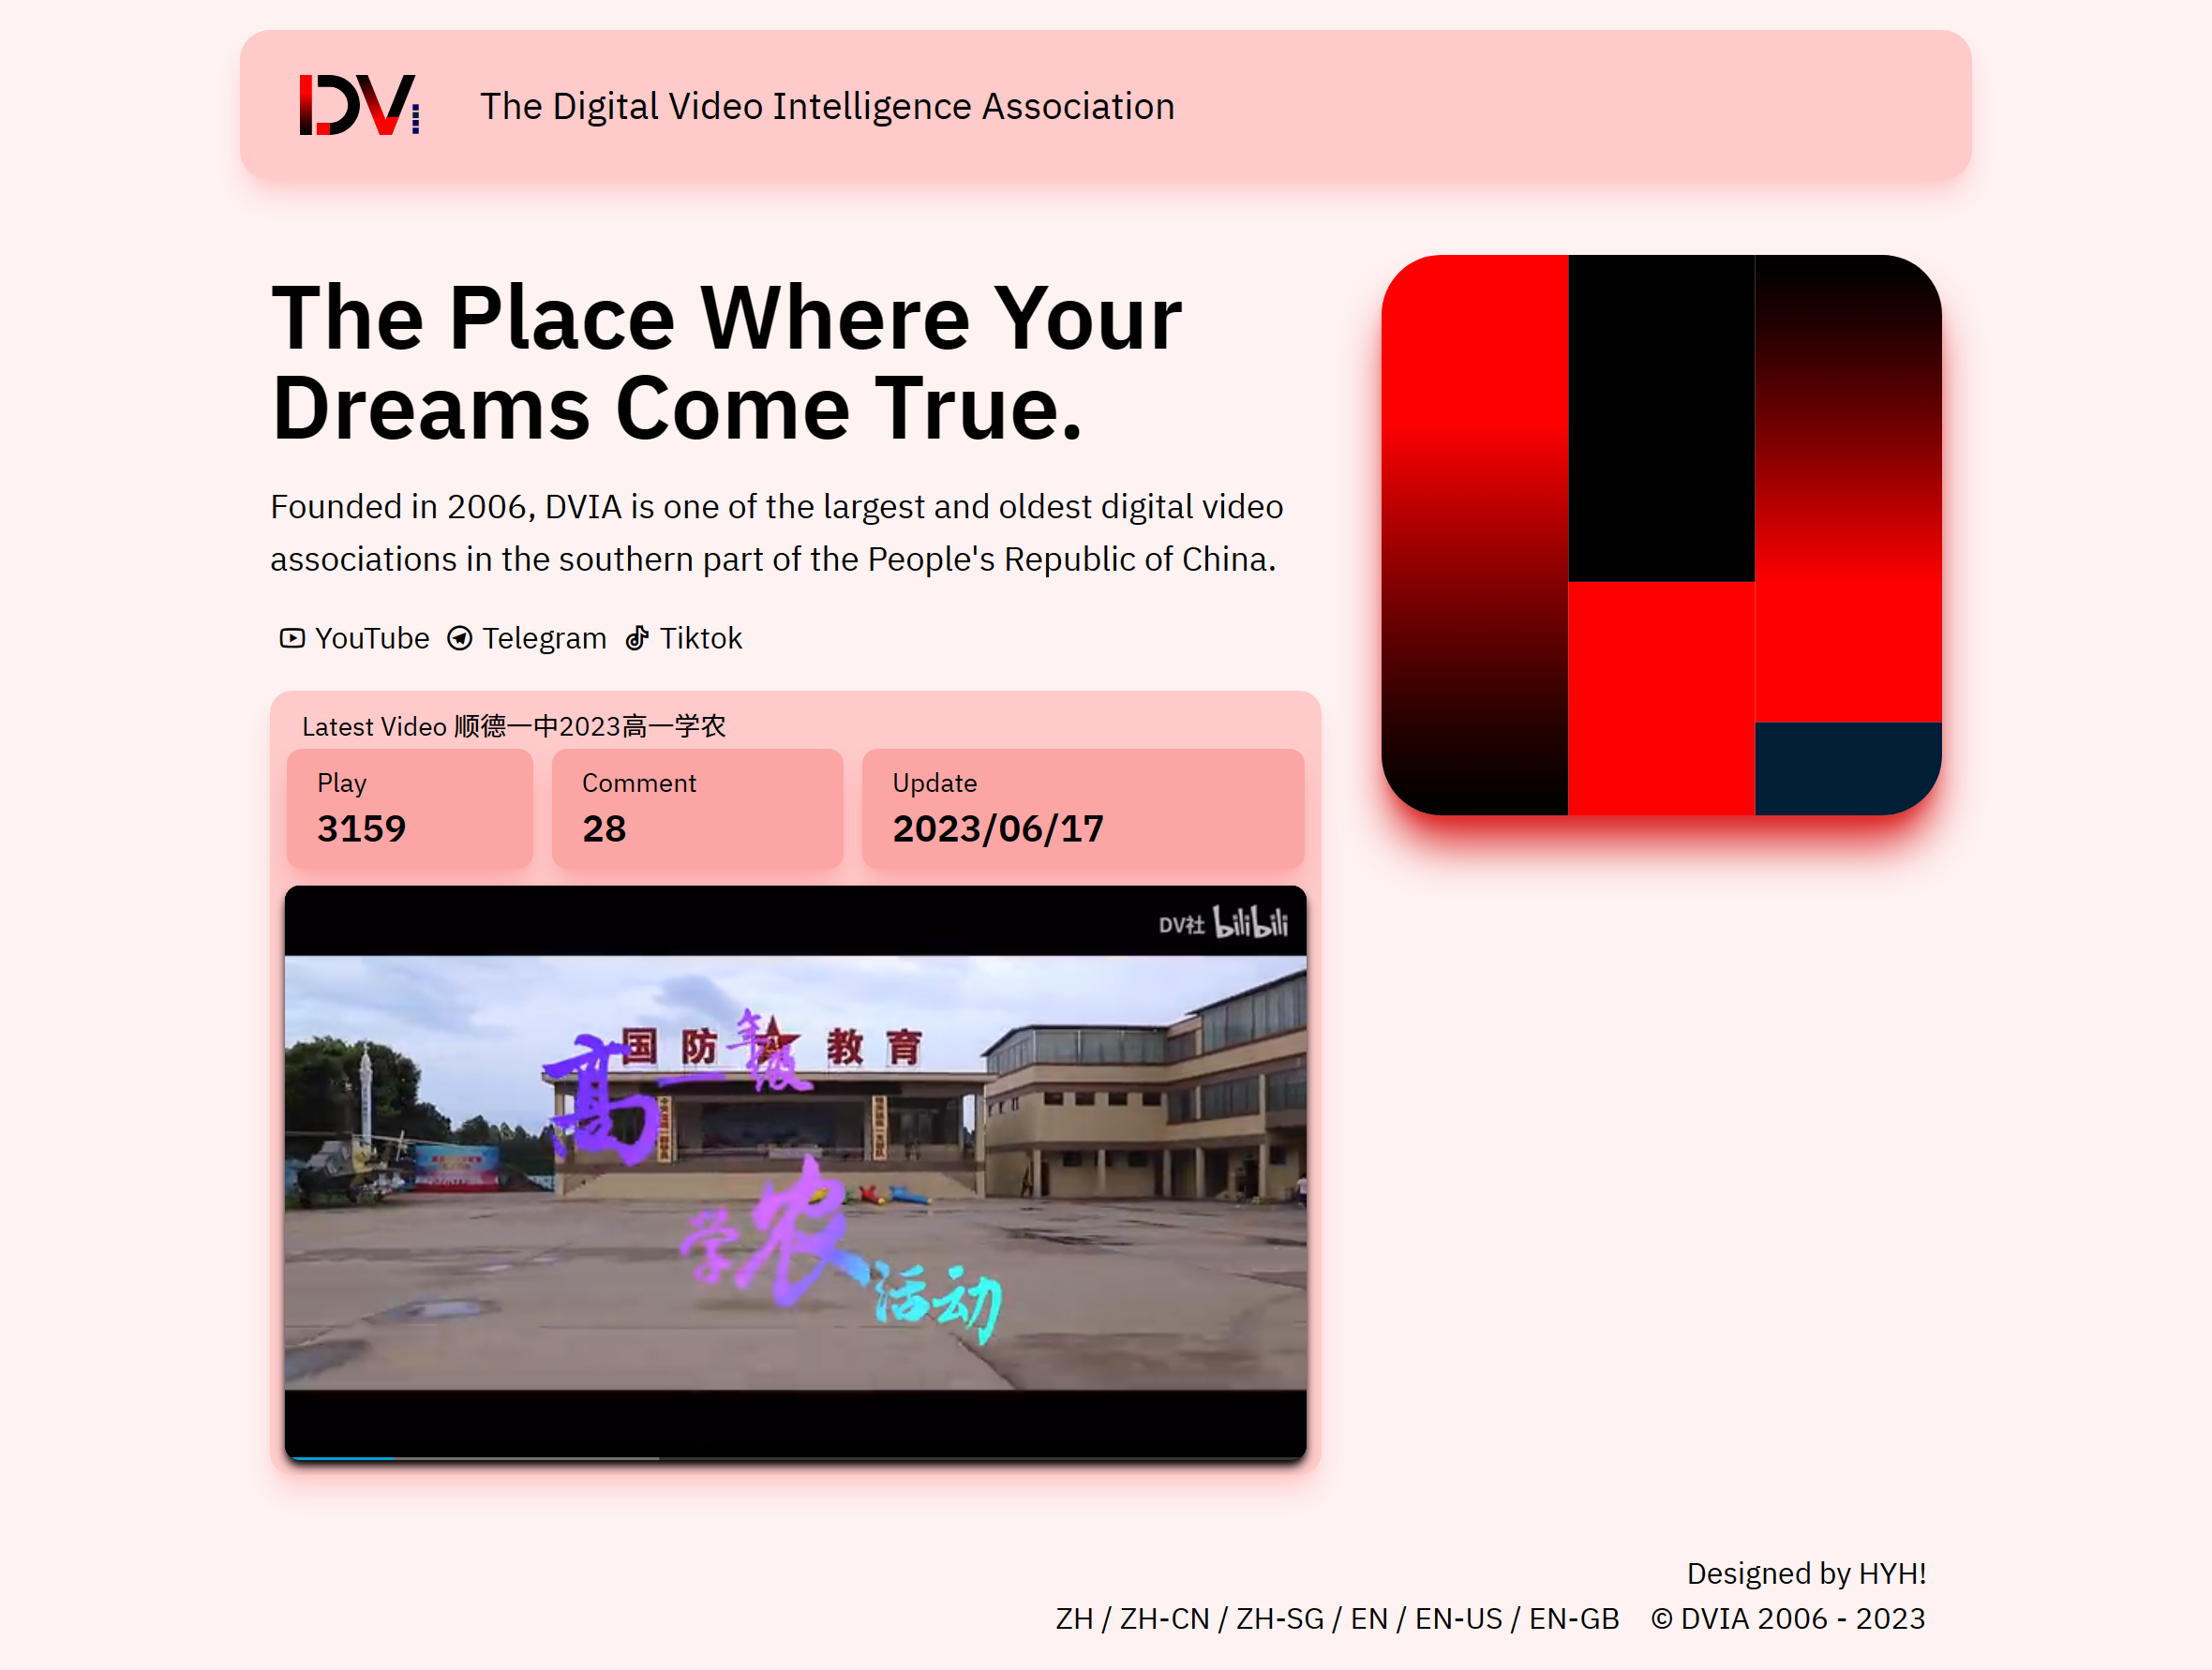 DVi
The Digital Video Intelligence Association
The Place Where Your
Dreams Come True.
Founded in 2006, DVIA is one of the largest and oldest digital video
associations in the southern part of the People's Republic of China.
YouTube Telegram Tiktok
Latest Video 顺德一中2023高一学农
Play
3159
Comment
28
Update
2023/06/17
DV社 bilibili
国防教育
高一年级
学农活动
Designed by HYH!
ZH / ZH-CN / ZH-SG / EN / EN-US / EN-GB © DVIA 2006 - 2023